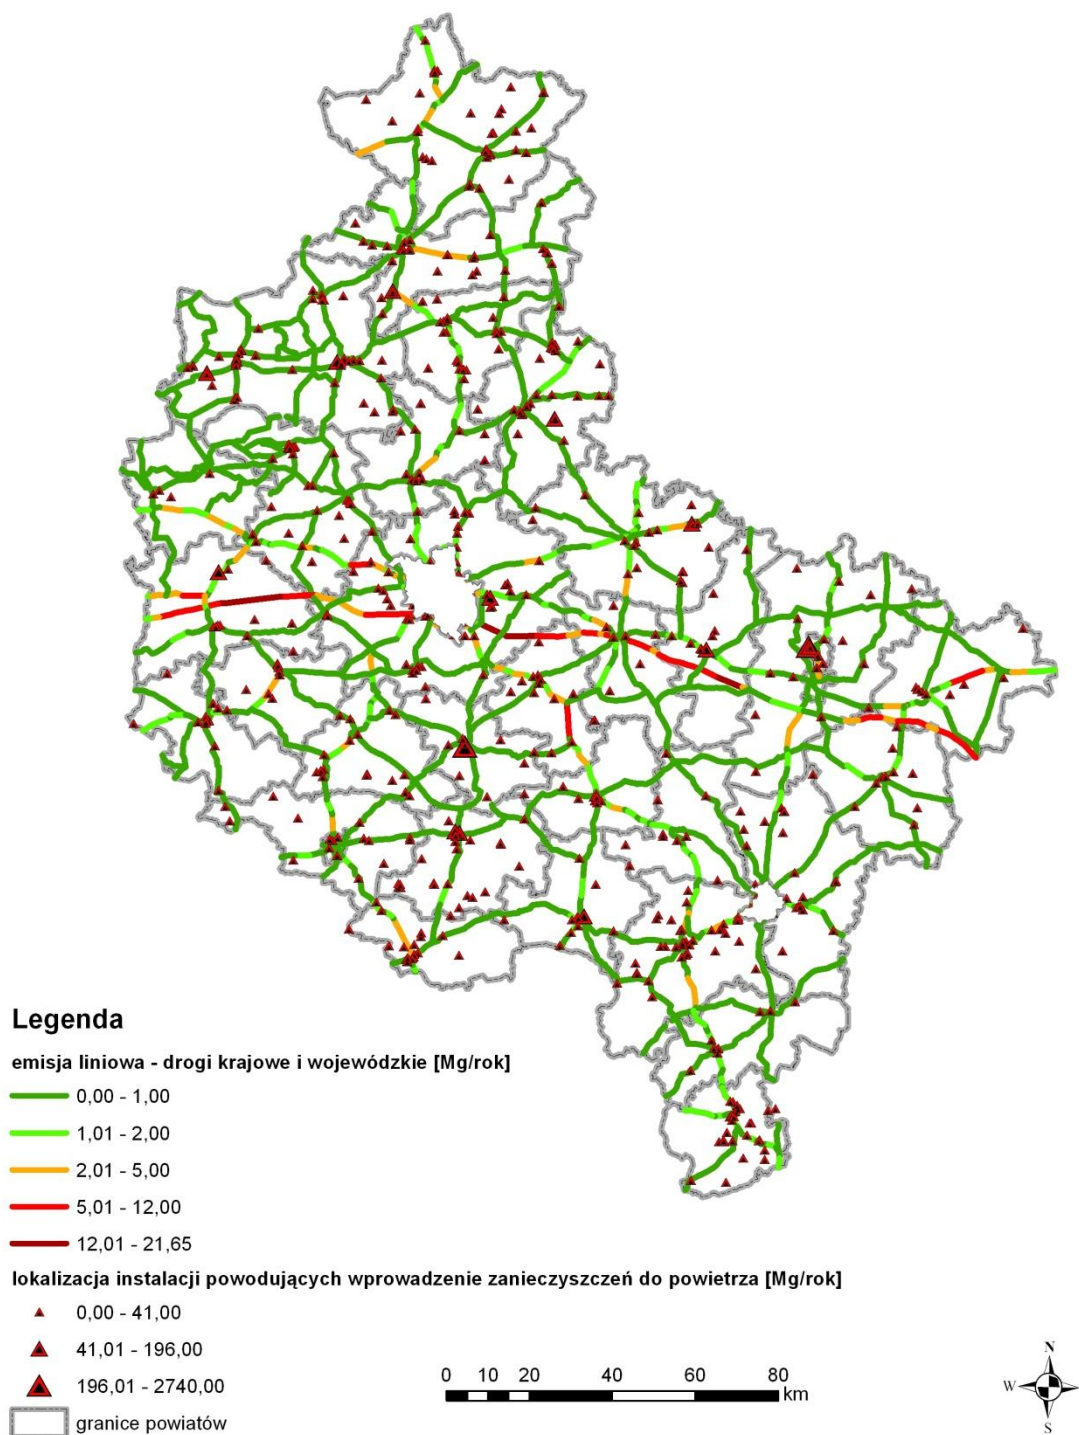 Legenda
emisja liniowa - drogi krajowe i wojewódzkie [Mg/rok]
0,00 - 1,00
1,01 - 2,00
2,01 - 5,00
5,01 - 12,00
12,01 - 21,65
lokalizacja instalacji powodujących wprowadzenie zanieczyszczeń do powietrza [Mg/rok]
0,00 - 41,00
41,01 - 196,00
196,01 - 2740,00
granice powiatów
0 10 20 40 60 80
km
N
W E
S